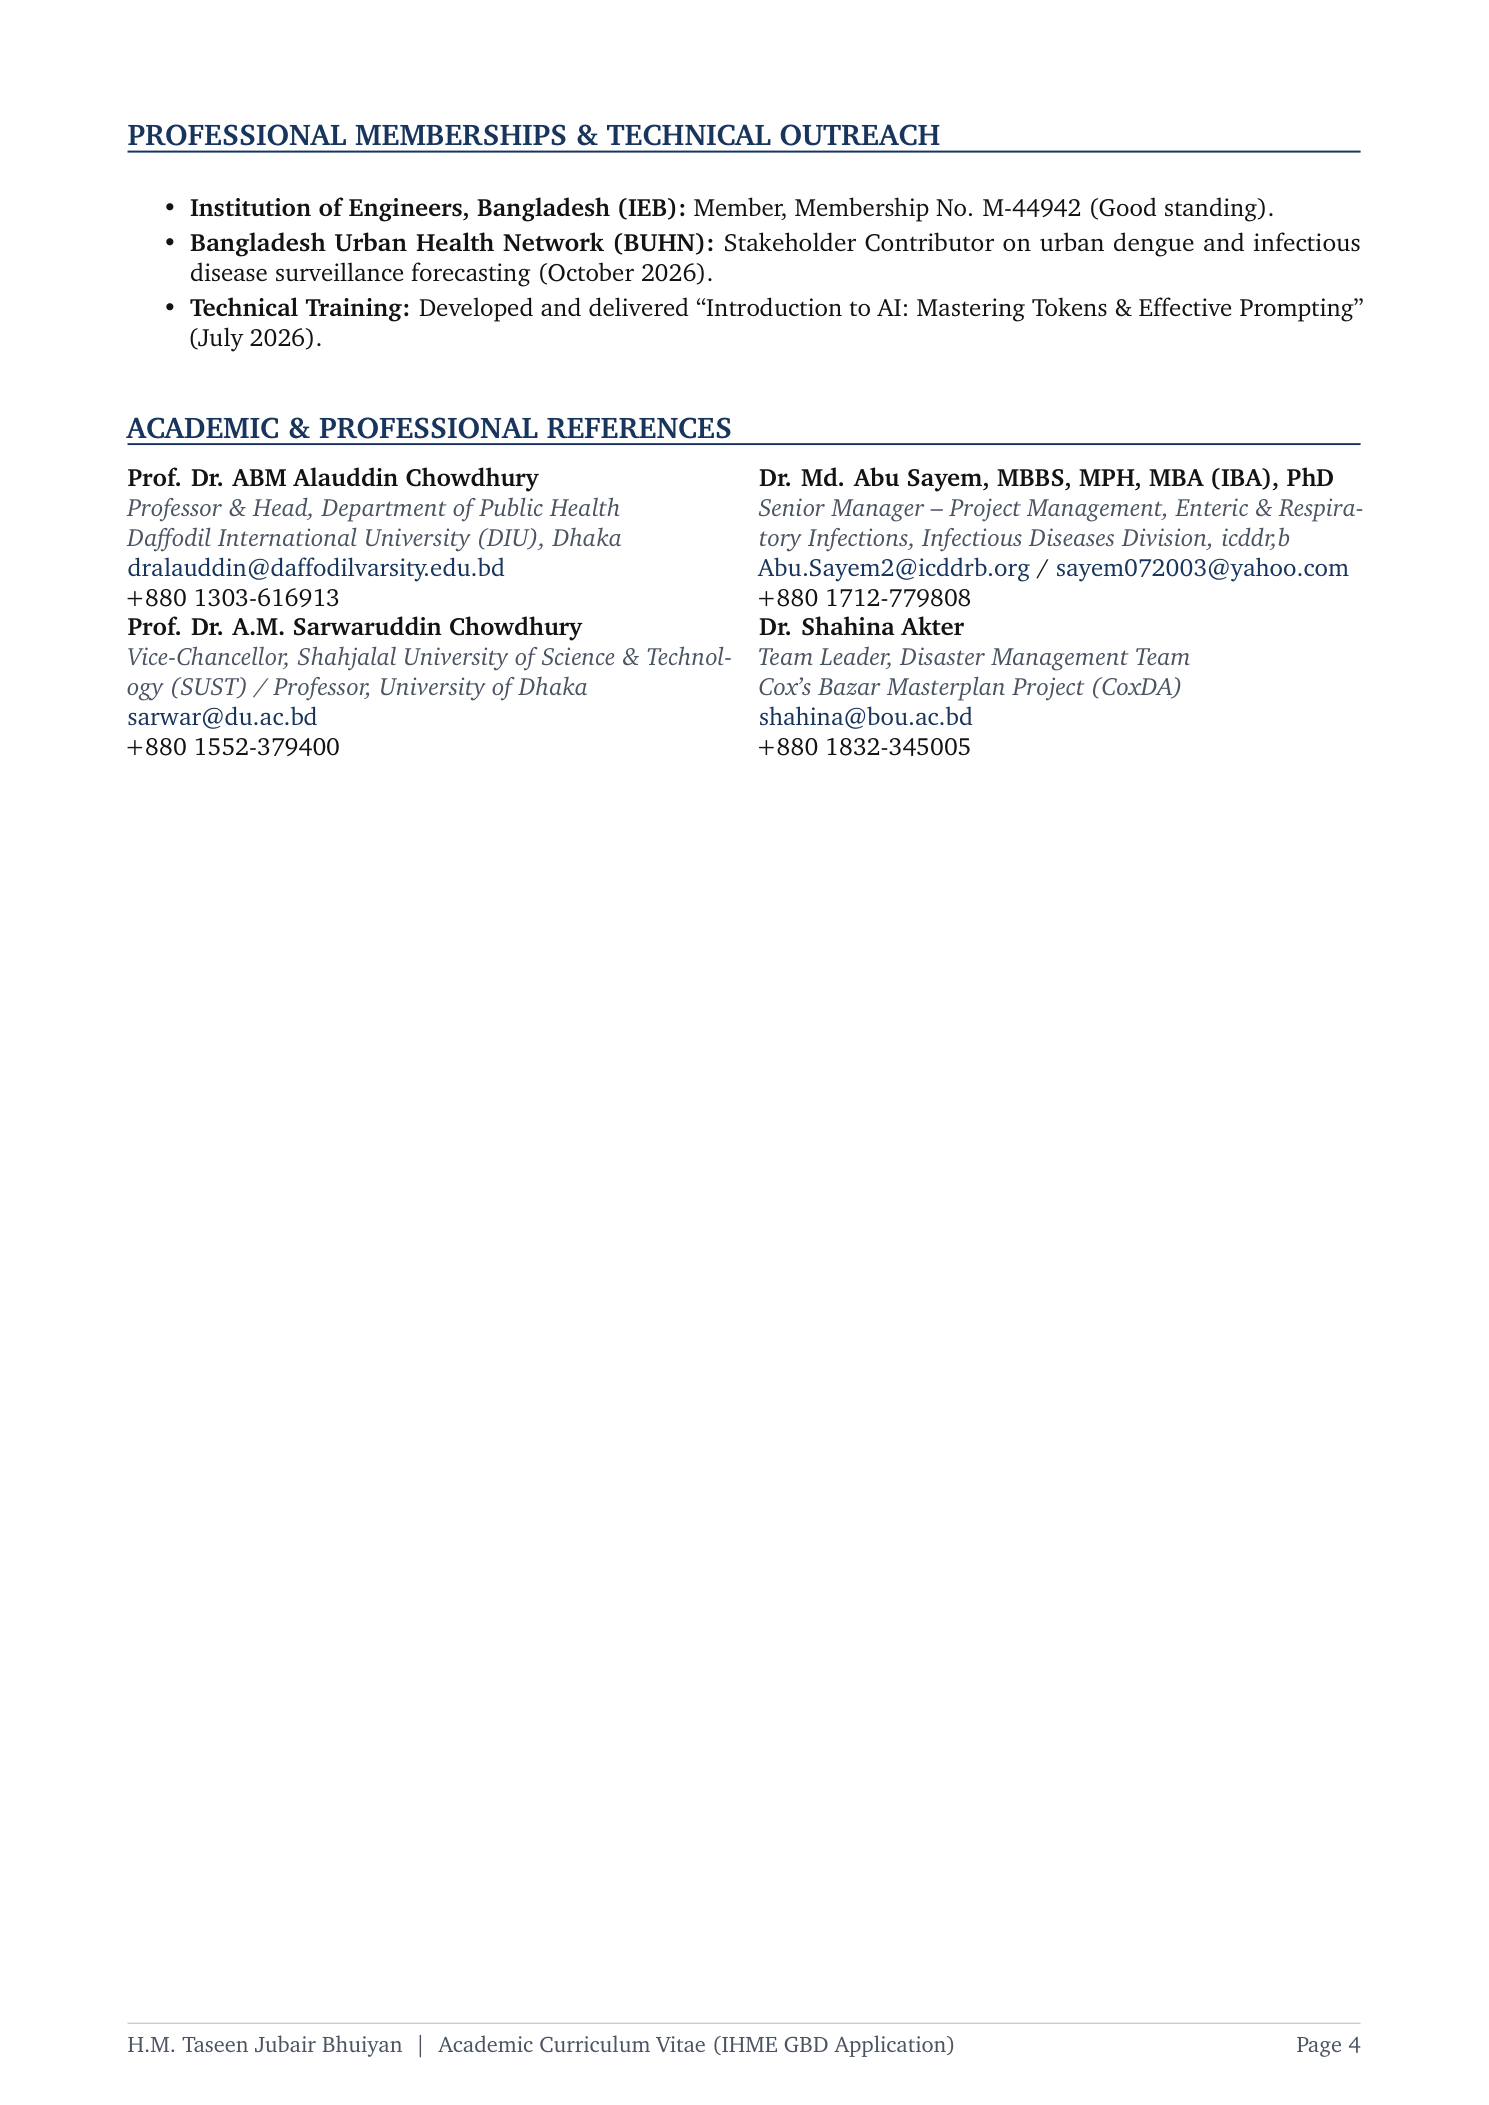 PROFESSIONAL MEMBERSHIPS & TECHNICAL OUTREACH
• Institution of Engineers, Bangladesh (IEB): Member, Membership No. M-44942 (Good standing).
• Bangladesh Urban Health Network (BUHN): Stakeholder Contributor on urban dengue and infectious
disease surveillance forecasting (October 2026).
• Technical Training: Developed and delivered “Introduction to AI: Mastering Tokens & Effective Prompting”
(July 2026).
ACADEMIC & PROFESSIONAL REFERENCES
Prof. Dr. ABM Alauddin Chowdhury
Professor & Head, Department of Public Health
Daffodil International University (DIU), Dhaka
dralauddin@daffodilvarsity.edu.bd
+880 1303-616913
Dr. Md. Abu Sayem, MBBS, MPH, MBA (IBA), PhD
Senior Manager – Project Management, Enteric & Respira-
tory Infections, Infectious Diseases Division, icddr,b
Abu.Sayem2@icddrb.org / sayem072003@yahoo.com
+880 1712-779808
Prof. Dr. A.M. Sarwaruddin Chowdhury
Vice-Chancellor, Shahjalal University of Science & Technol-
ogy (SUST) / Professor, University of Dhaka
sarwar@du.ac.bd
+880 1552-379400
Dr. Shahina Akter
Team Leader, Disaster Management Team
Cox’s Bazar Masterplan Project (CoxDA)
shahina@bou.ac.bd
+880 1832-345005
H.M. Taseen Jubair Bhuiyan | Academic Curriculum Vitae (IHME GBD Application)
Page 4